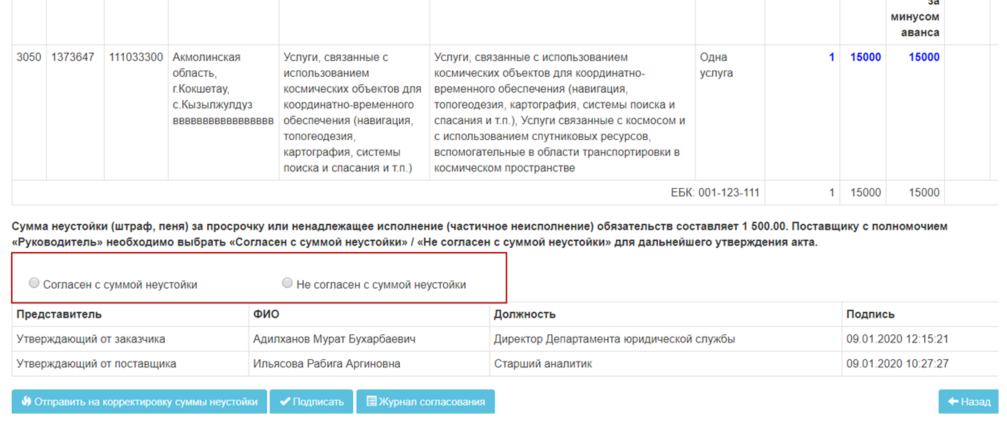 за
минусом
аванса
3050 1373647 111033300 Акмолинская Услуги, связанные с Услуги, связанные с использованием Одна 1 15000 15000
область, использованием космических объектов для координатно- услуга
г.Кокшетау, космических объектов для временного обеспечения (навигация,
с.Кызылжулдуз координатно-временного топогеодезия, картография, системы поиска и
вввввввввввввввввв обеспечения (навигация, спасания и т.п.), Услуги связанные с космосом и
топогеодезия, с использованием спутниковых ресурсов,
картография, системы вспомогательные в области транспортировки в
поиска и спасания и т.п.) космическом пространстве
ЕБК: 001-123-111 1 15000 15000
Сумма неустойки (штраф, пеня) за просрочку или ненадлежащее исполнение (частичное неисполнение) обязательств составляет 1 500.00. Поставщику с полномочием
«Руководитель» необходимо выбрать «Согласен с суммой неустойки» / «Не согласен с суммой неустойки» для дальнейшего утверждения акта.
Согласен с суммой неустойки Не согласен с суммой неустойки
Представитель ФИО Должность Подпись
Утверждающий от заказчика Адилханов Мурат Бухарбаевич Директор Департамента юридической службы 09.01.2020 12:15:21
Утверждающий от поставщика Ильясова Рабига Аргиновна Старший аналитик 09.01.2020 10:27:27
Отправить на корректировку суммы неустойки Подписать Журнал согласования Назад